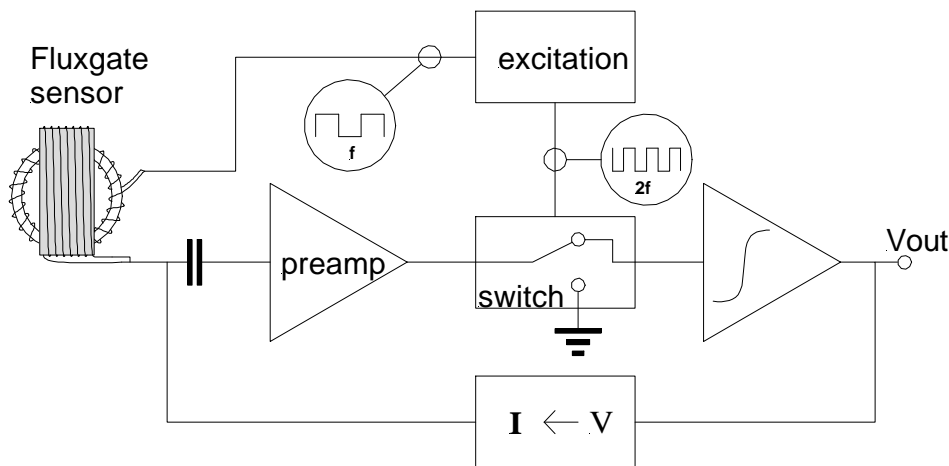 Fluxgate
sensor
excitation
f
2f
preamp
switch
Vout
I ← V